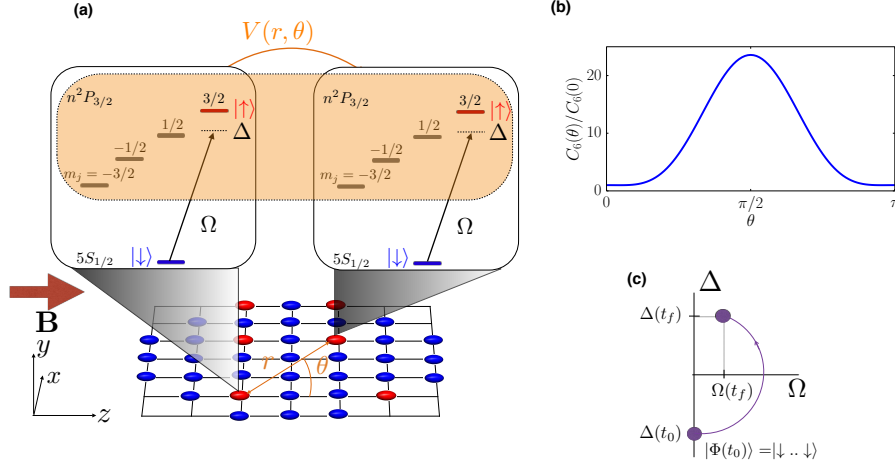 (a)
V(r, θ)
n²P₃/₂
3/2
|↑⟩
1/2
Δ
−1/2
m_j = −3/2
Ω
|↓⟩
5S₁/₂
n²P₃/₂
3/2
|↑⟩
1/2
Δ
−1/2
m_j = −3/2
Ω
|↓⟩
5S₁/₂
B
y
x
z
r
θ
(b)
C₆(θ)/C₆(0)
20
10
0
0
π/2
π
θ
(c)
Δ
Δ(t_f)
Ω
Ω(t_f)
Δ(t₀)
|Φ(t₀)⟩ =|↓ .. ↓⟩